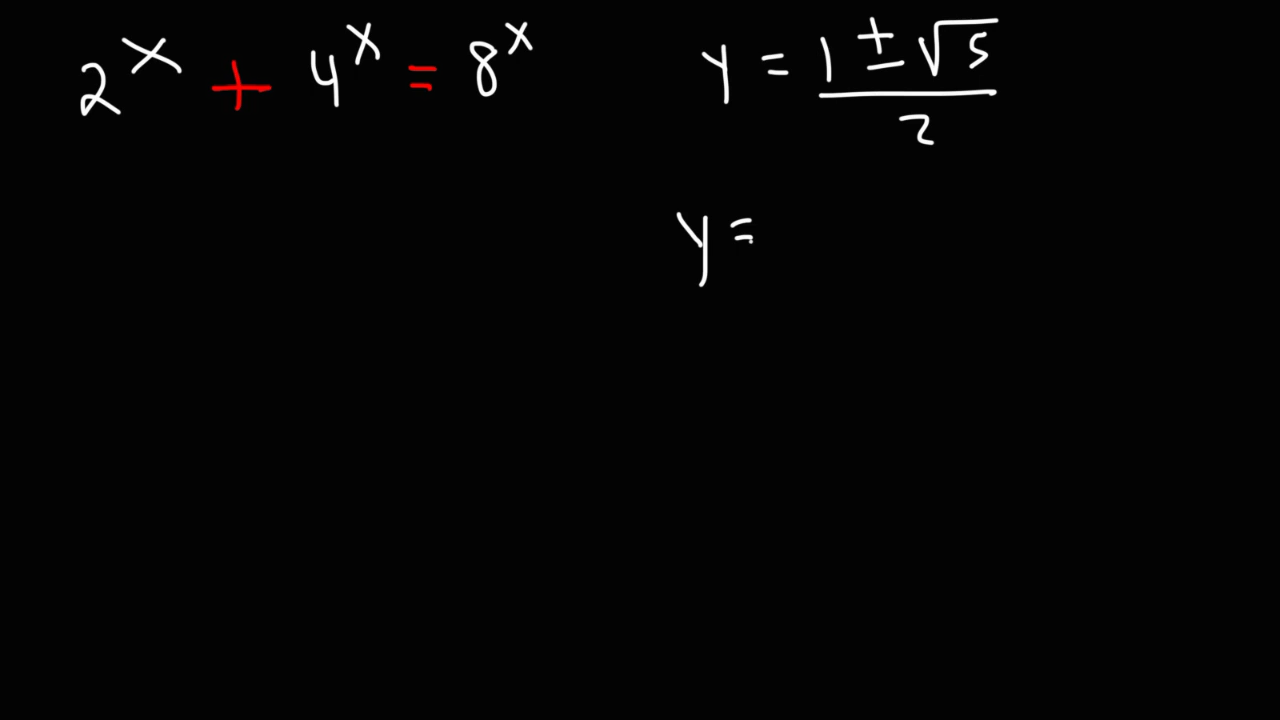 2^x + 4^x = 8^x
y = (1 ± √5)/2
y =